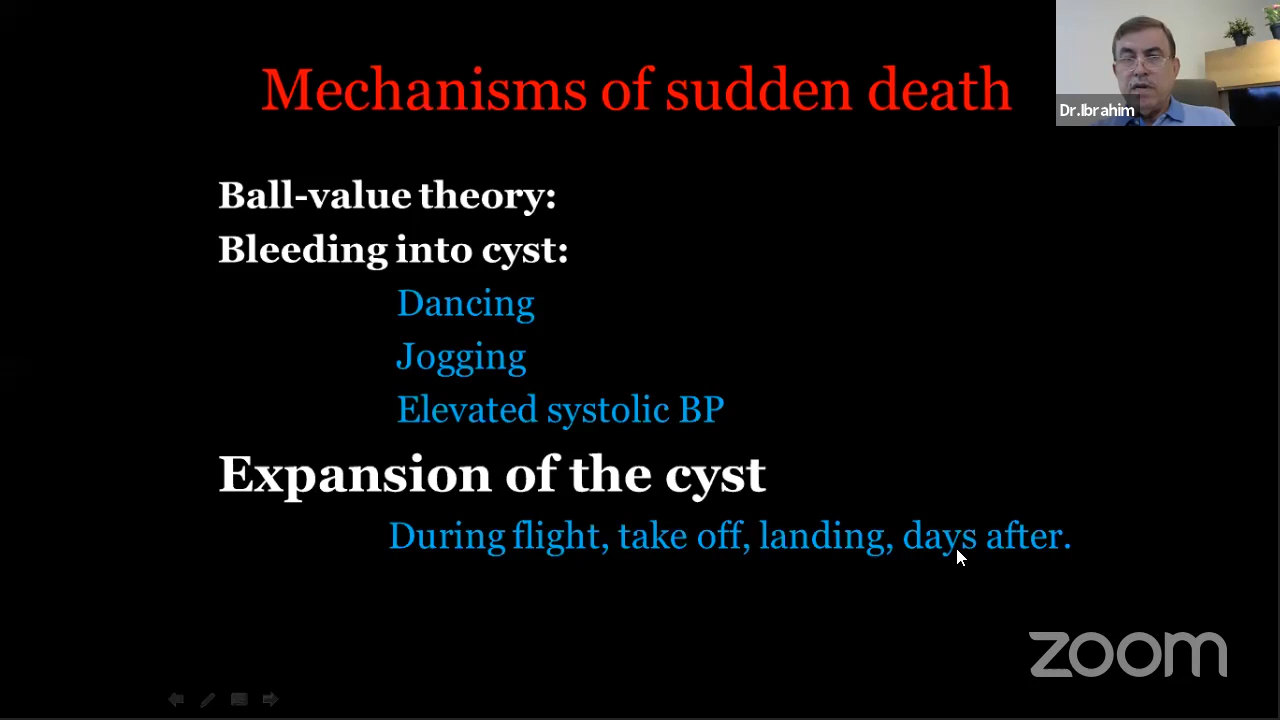 Mechanisms of sudden death
Dr.Ibrahim
Ball-value theory:
Bleeding into cyst:
Dancing
Jogging
Elevated systolic BP
Expansion of the cyst
During flight, take off, landing, days after.
zoom